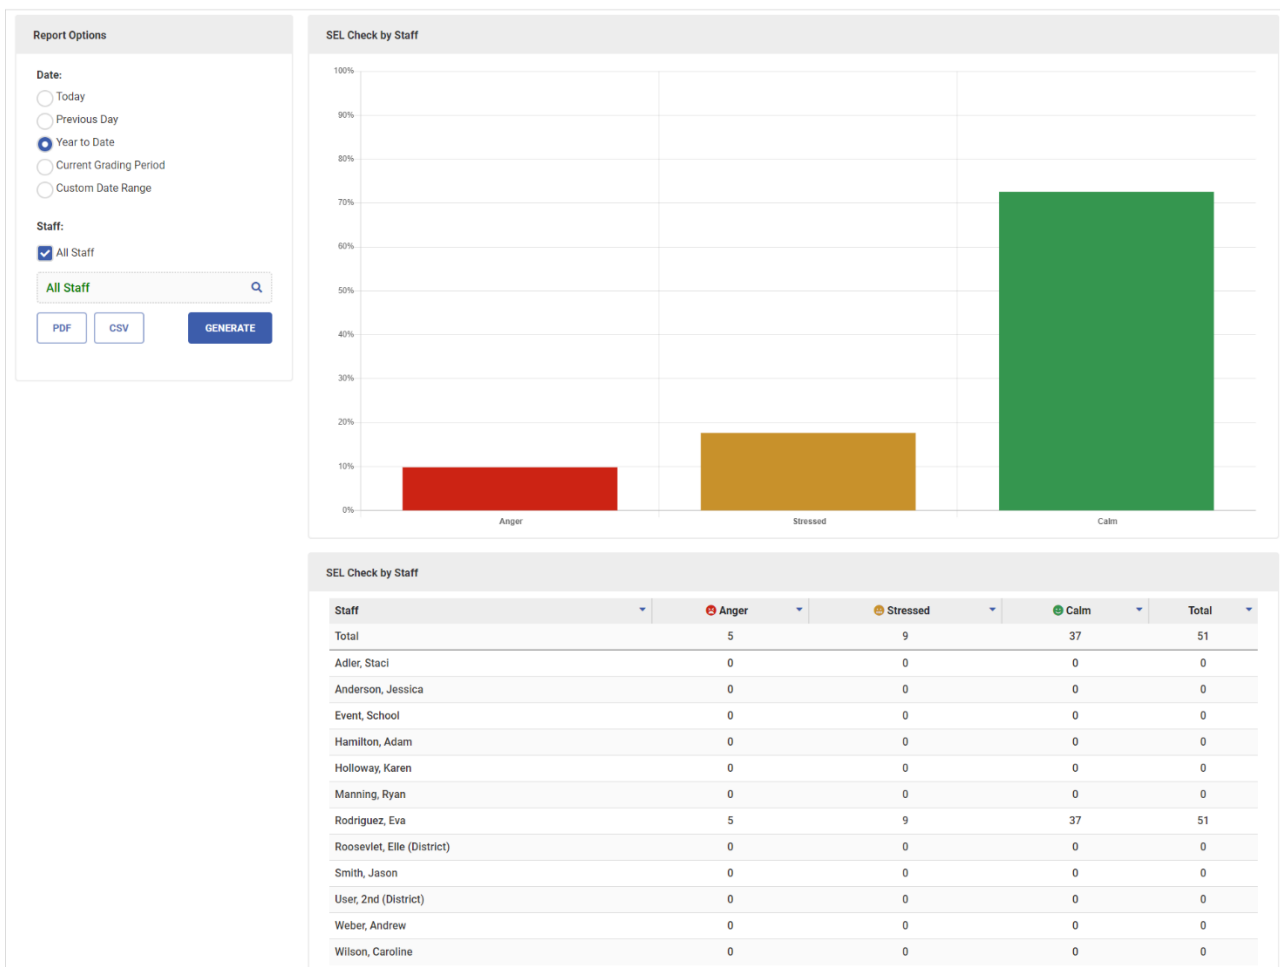 Report Options
Date:
Today
Previous Day
Year to Date
Current Grading Period
Custom Date Range
Staff:
All Staff
All Staff
PDF CSV GENERATE
SEL Check by Staff
100%
90%
80%
70%
60%
50%
40%
30%
20%
10%
0%
Anger Stressed Calm
SEL Check by Staff
Staff Anger Stressed Calm Total
Total 5 9 37 51
Adler, Staci 0 0 0 0
Anderson, Jessica 0 0 0 0
Event, School 0 0 0 0
Hamilton, Adam 0 0 0 0
Holloway, Karen 0 0 0 0
Manning, Ryan 0 0 0 0
Rodriguez, Eva 5 9 37 51
Roosevlet, Elle (District) 0 0 0 0
Smith, Jason 0 0 0 0
User, 2nd (District) 0 0 0 0
Weber, Andrew 0 0 0 0
Wilson, Caroline 0 0 0 0